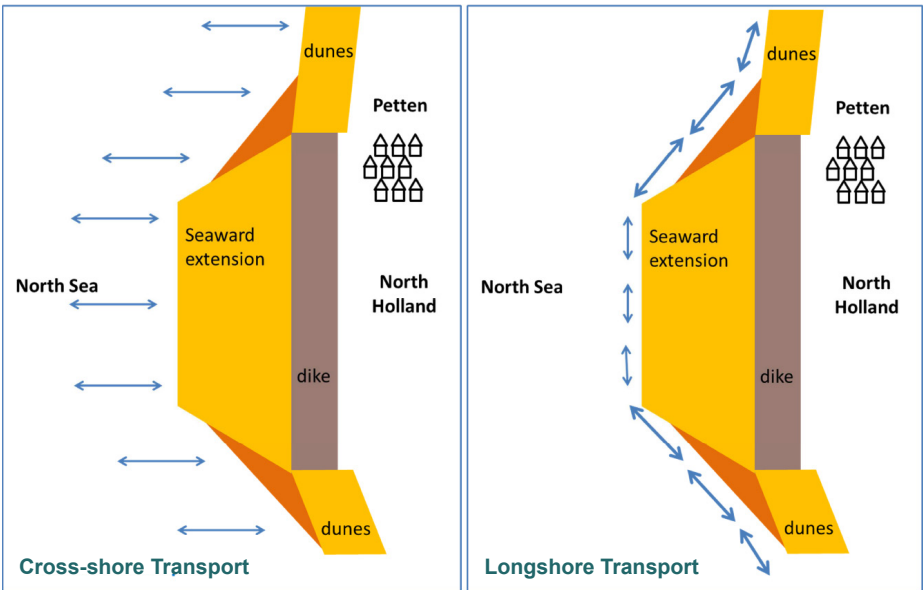 dunes
Petten
Seaward
extension
North Sea
North
Holland
dike
dunes
Cross-shore Transport
dunes
Petten
Seaward
extension
North Sea
North
Holland
dike
dunes
Longshore Transport